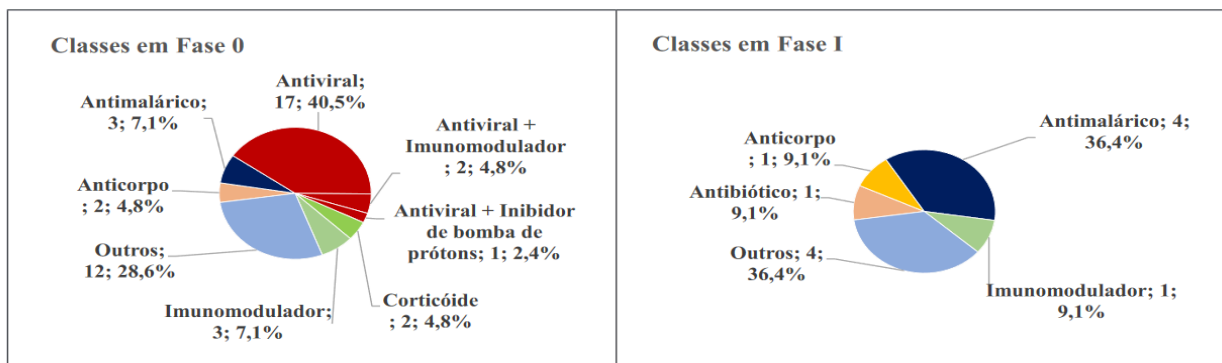 Classes em Fase 0
Antiviral;
17; 40,5%
Antimalárico;
3; 7,1%
Antiviral +
Imunomodulador
; 2; 4,8%
Anticorpo
; 2; 4,8%
Antiviral + Inibidor
de bomba de
prótons; 1; 2,4%
Outros;
12; 28,6%
Imunomodulador;
3; 7,1%
Corticóide
; 2; 4,8%
Classes em Fase I
Antimalárico; 4;
36,4%
Anticorpo
; 1; 9,1%
Antibiótico; 1;
9,1%
Outros; 4;
36,4%
Imunomodulador; 1;
9,1%